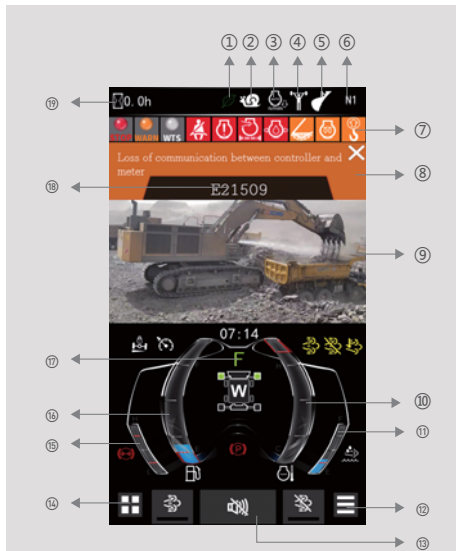 ① ② ③ ④ ⑤ ⑥
⑲ 0.0h N1
WARN WTS ⑦
Loss of communication between controller and
meter ⑧
⑱ E21509
⑨
07:14
⑰ F
W
⑯ ⑩
⑮ (P) ⑪
⑭ ⑫
⑬